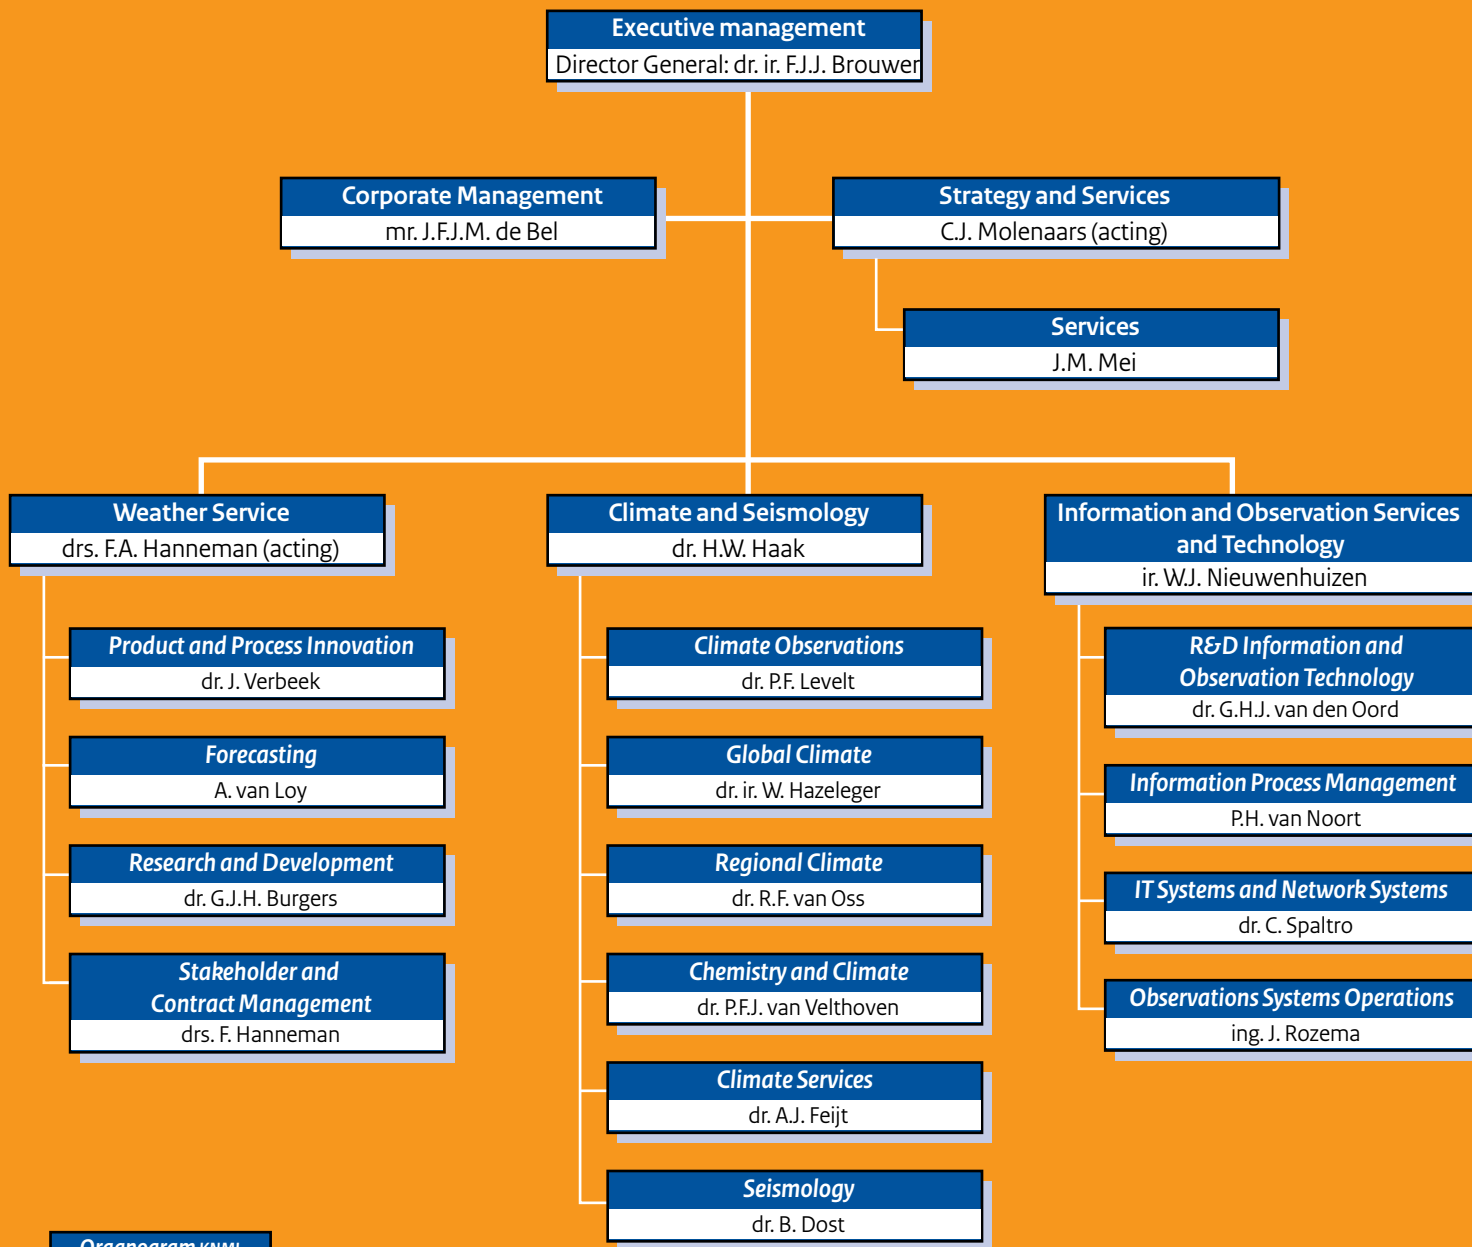 Executive management
Director General: dr. ir. F.J.J. Brouwer
Corporate Management
mr. J.F.J.M. de Bel
Strategy and Services
C.J. Molenaars (acting)
Services
J.M. Mei
Weather Service
drs. F.A. Hanneman (acting)
Product and Process Innovation
dr. J. Verbeek
Forecasting
A. van Loy
Research and Development
dr. G.J.H. Burgers
Stakeholder and
Contract Management
drs. F. Hanneman
Climate and Seismology
dr. H.W. Haak
Climate Observations
dr. P.F. Levelt
Global Climate
dr. ir. W. Hazeleger
Regional Climate
dr. R.F. van Oss
Chemistry and Climate
dr. P.F.J. van Velthoven
Climate Services
dr. A.J. Feijt
Seismology
dr. B. Dost
Information and Observation Services
and Technology
ir. W.J. Nieuwenhuizen
R&D Information and
Observation Technology
dr. G.H.J. van den Oord
Information Process Management
P.H. van Noort
IT Systems and Network Systems
dr. C. Spaltro
Observations Systems Operations
ing. J. Rozema
Organogram KNMI